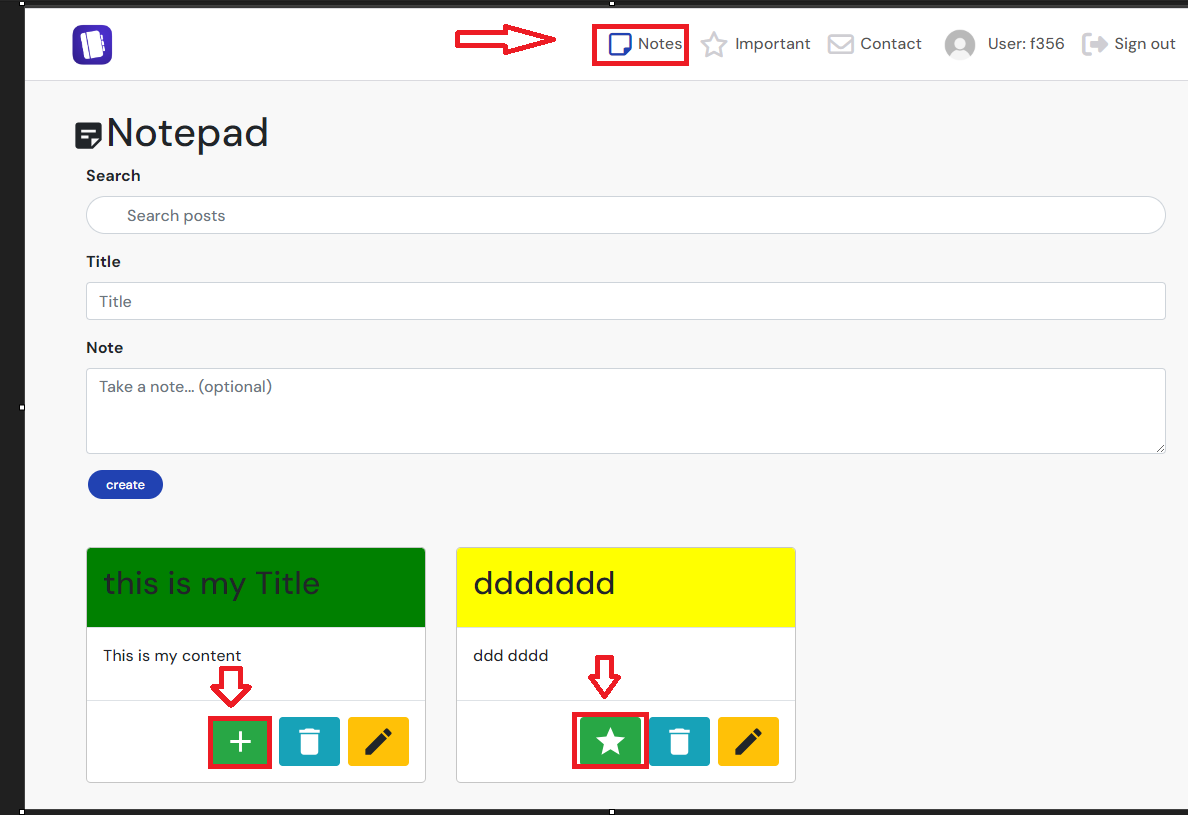 Notes Important Contact User: f356 Sign out
Notepad
Search
Search posts
Title
Title
Note
Take a note... (optional)
create
this is my Title
This is my content
ddddddd
ddd dddd